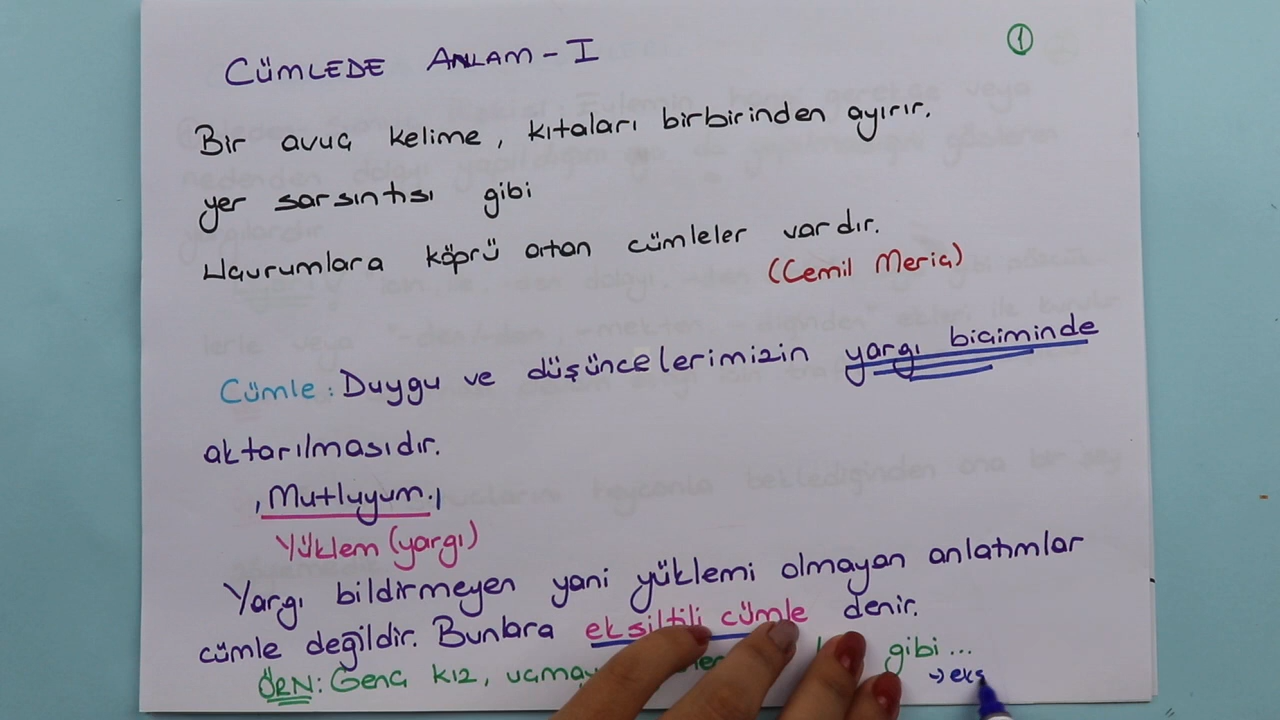 CÜMLEDE ANLAM - I
1
Bir avuç kelime, kıtaları birbirinden ayırır.
yer sarsıntısı gibi
Uçurumlara köprü atan cümleler vardır.
(Cemil Meriç)
Cümle: Duygu ve düşüncelerimizin yargı biçiminde
aktarılmasıdır.
Mutluyum.
Yüklem (yargı)
Yargı bildirmeyen yani yüklemi olmayan anlatımlar
cümle değildir. Bunlara eksiltili cümle denir.
ÖRN: Genç kız, gibi...
→ eks